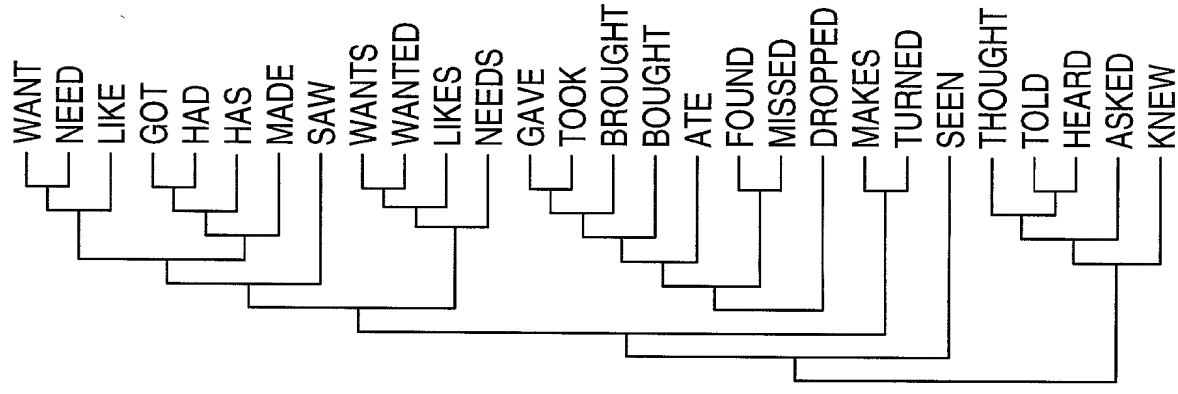 WANT
NEED
LIKE
GOT
HAD
HAS
MADE
SAW
WANTS
WANTED
LIKES
NEEDS
GAVE
TOOK
BROUGHT
BOUGHT
ATE
FOUND
MISSED
DROPPED
MAKES
TURNED
SEEN
THOUGHT
TOLD
HEARD
ASKED
KNEW